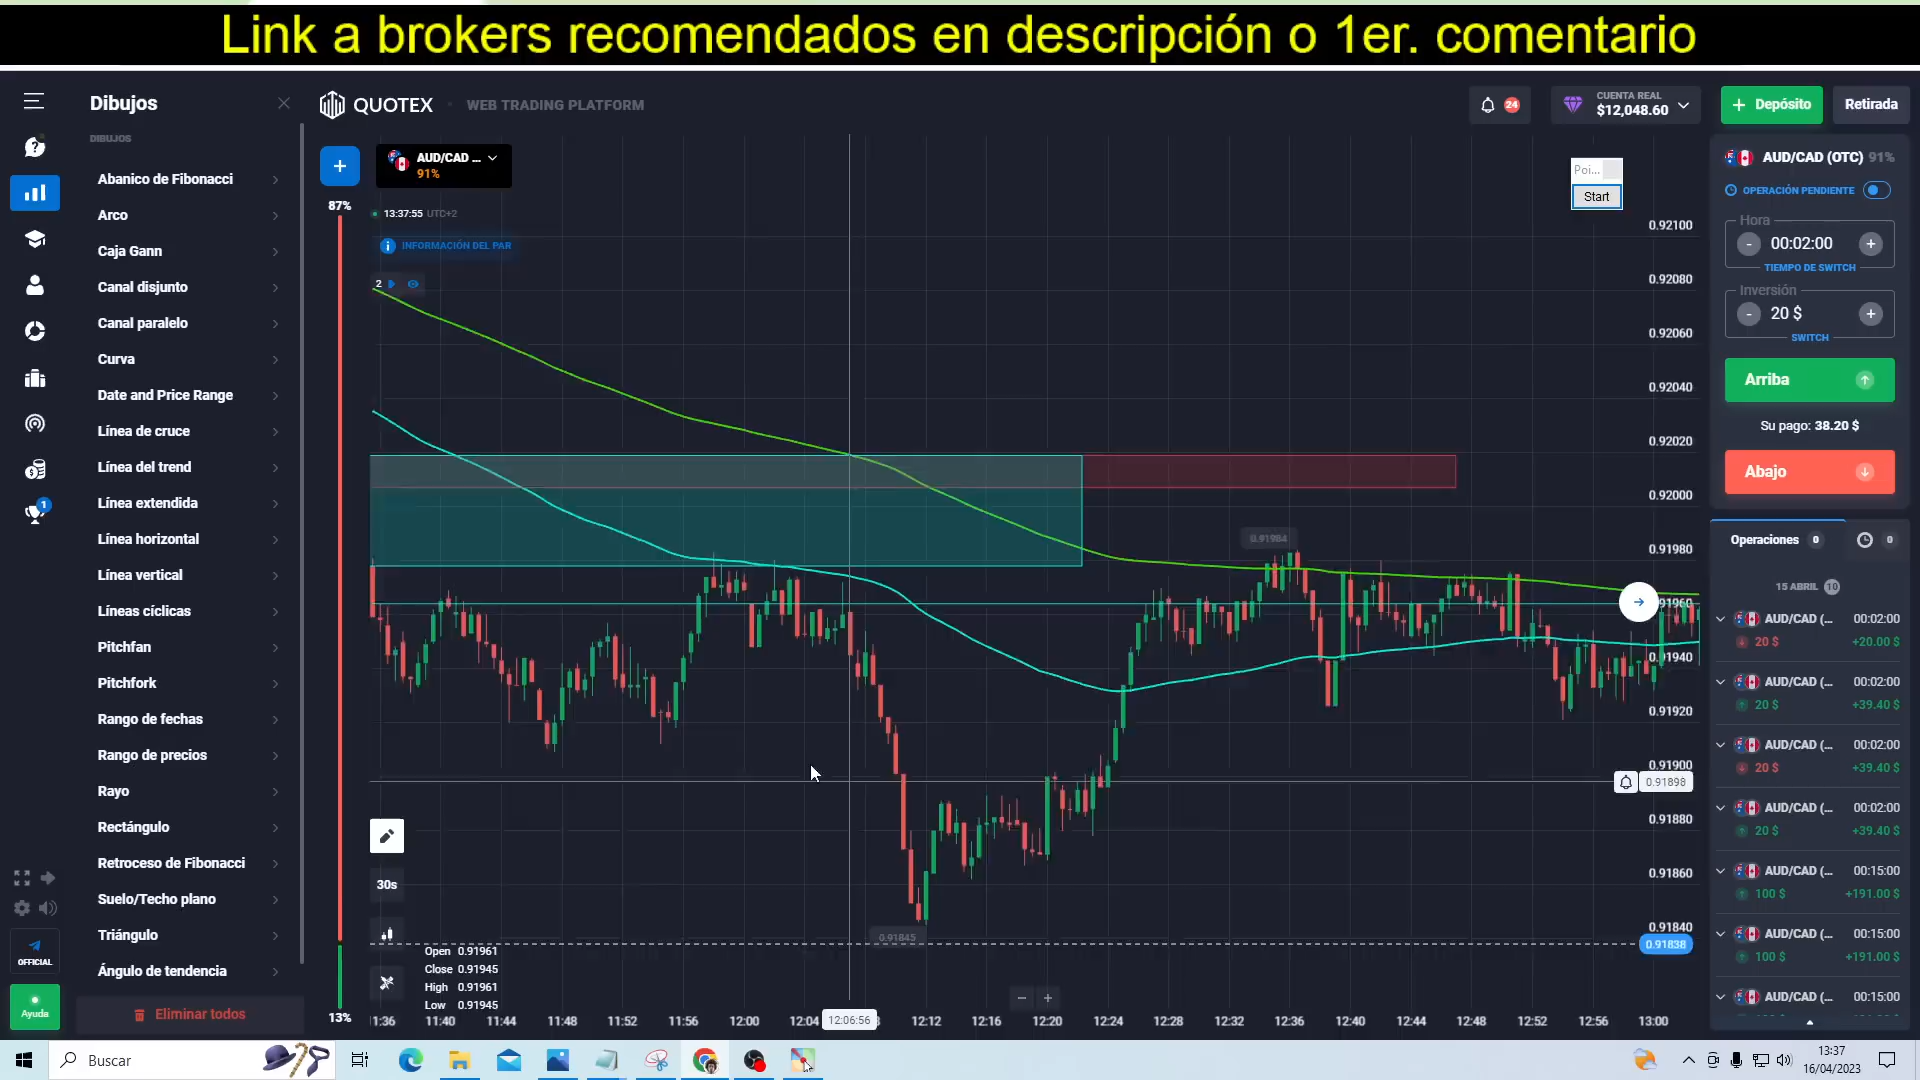 Link a brokers recomendados en descripción o 1er. comentario
Dibujos
DIBUJOS
Abanico de Fibonacci
Arco
Caja Gann
Canal disjunto
Canal paralelo
Curva
Date and Price Range
Línea de cruce
Línea del trend
Línea extendida
Línea horizontal
Línea vertical
Líneas cíclicas
Pitchfan
Pitchfork
Rango de fechas
Rango de precios
Rayo
Rectángulo
Retroceso de Fibonacci
Suelo/Techo plano
Triángulo
Ángulo de tendencia
Eliminar todos
1
OFFICIAL
Ayuda
QUOTEX
WEB TRADING PLATFORM
24
CUENTA REAL
$12,048.60
Depósito
Retirada
AUD/CAD ...
91%
87%
13:37:55 UTC+2
INFORMACIÓN DEL PAR
2
Poi...
Start
0.92100
0.92080
0.92060
0.92040
0.92020
0.92000
0.91980
0.91960
0.91940
0.91920
0.91900
0.91898
0.91880
0.91860
0.91840
0.91838
0.91984
0.91845
30s
Open 0.91961
Close 0.91945
High 0.91961
Low 0.91945
13%
11:40 11:44 11:48 11:52 11:56 12:00 12:04 12:06:56 12:12 12:16 12:20 12:24 12:28 12:32 12:36 12:40 12:44 12:48 12:52 12:56 13:00
AUD/CAD (OTC) 91%
OPERACIÓN PENDIENTE
Hora
- 00:02:00 +
TIEMPO DE SWITCH
Inversión
- 20 $ +
SWITCH
Arriba
Su pago: 38.20 $
Abajo
Operaciones 0
0
15 ABRIL 10
AUD/CAD (... 00:02:00
20 $ +20.00 $
AUD/CAD (... 00:02:00
20 $ +39.40 $
AUD/CAD (... 00:02:00
20 $ +39.40 $
AUD/CAD (... 00:02:00
20 $ +39.40 $
AUD/CAD (... 00:15:00
100 $ +191.00 $
AUD/CAD (... 00:15:00
100 $ +191.00 $
AUD/CAD (... 00:15:00
Buscar
13:37
16/04/2023